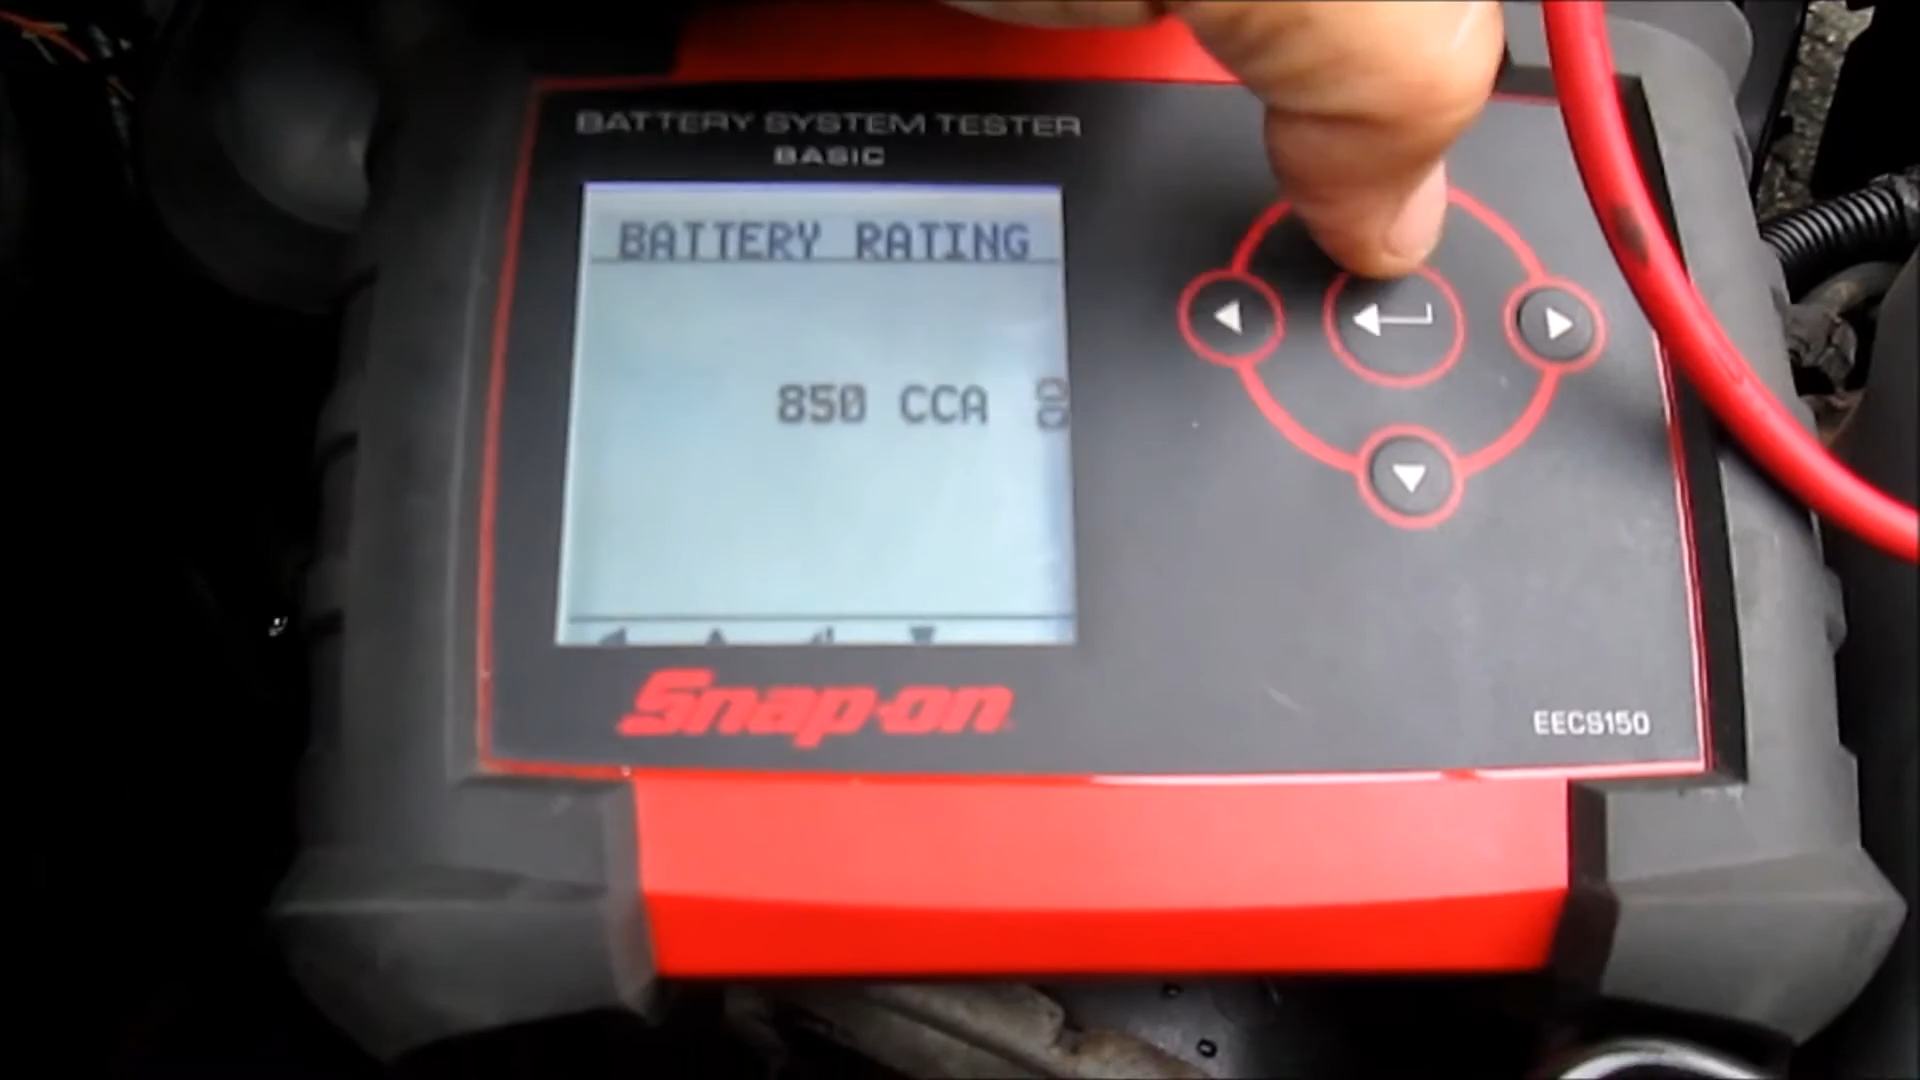 BATTERY SYSTEM TESTER
BASIC
BATTERY RATING
850 CCA
Snap-on
EECS150